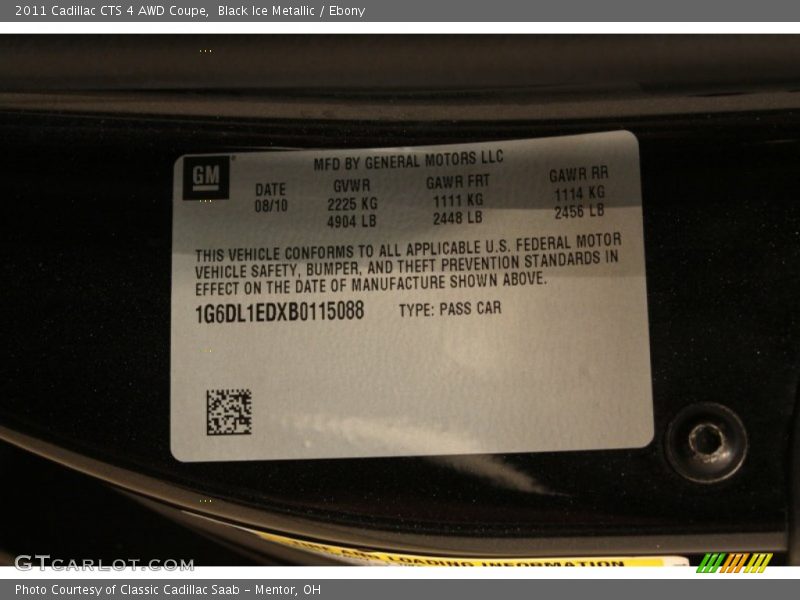 2011 Cadillac CTS 4 AWD Coupe, Black Ice Metallic / Ebony
GM
MFD BY GENERAL MOTORS LLC
DATE GVWR GAWR FRT GAWR RR
08/10 2225 KG 1111 KG 1114 KG
4904 LB 2448 LB 2456 LB
THIS VEHICLE CONFORMS TO ALL APPLICABLE U.S. FEDERAL MOTOR
VEHICLE SAFETY, BUMPER, AND THEFT PREVENTION STANDARDS IN
EFFECT ON THE DATE OF MANUFACTURE SHOWN ABOVE.
1G6DL1EDXB0115088 TYPE: PASS CAR
LOADING INFORMATION
GTCARLOT.COM
Photo Courtesy of Classic Cadillac Saab - Mentor, OH